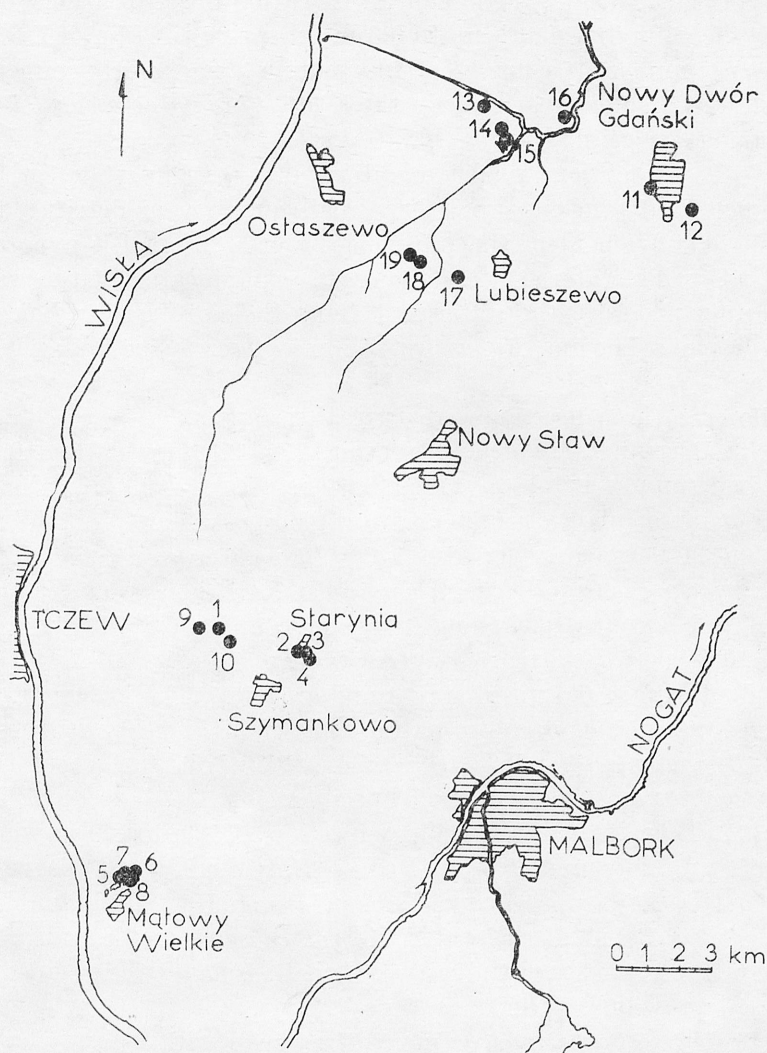 N
13
16
Nowy Dwór
Gdański
14
15
11
12
Ostaszewo
WISŁA
19
18
17
Lubieszewo
Nowy Staw
TCZEW
9
1
10
Starynia
2
3
4
Szymankowo
NOGAT
MALBORK
7
6
5
8
Mątowy
Wielkie
0 1 2 3 km